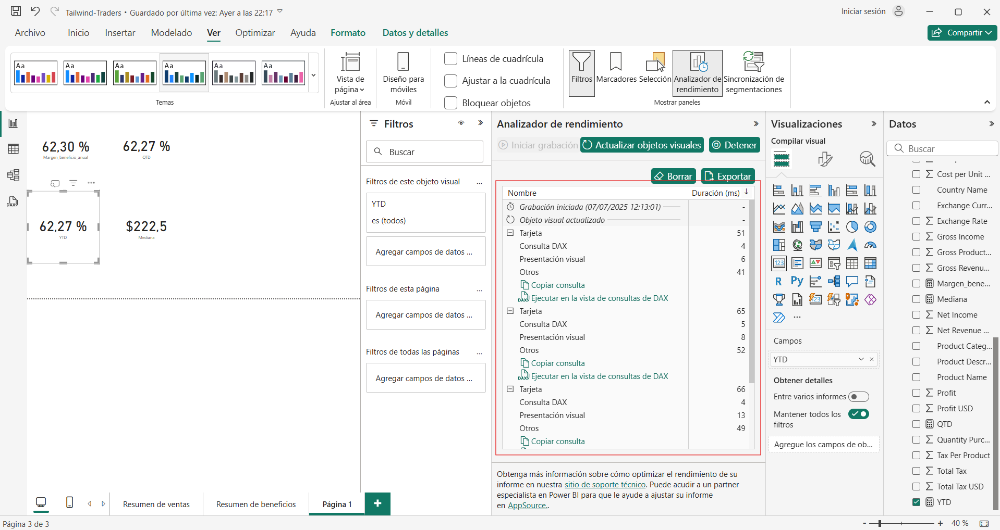 Tailwind-Traders • Guardado por última vez: Ayer a las 22:17
Iniciar sesión
Archivo Inicio Insertar Modelado Ver Optimizar Ayuda Formato Datos y detalles
Compartir
Aa Aa Aa Aa Aa Aa
Temas
Vista de
página
Ajustar al área
Diseño para
móviles
Móvil
Líneas de cuadrícula
Ajustar a la cuadrícula
Bloquear objetos
Filtros
Marcadores
Selección
Analizador de
rendimiento
Sincronización de
segmentaciones
Mostrar paneles
62,30 %
Margen_beneficio_anual
62,27 %
QTD
62,27 %
YTD
$222,5
Mediana
Filtros
Buscar
Filtros de este objeto visual ...
YTD
es (todos)
Agregar campos de datos ...
Filtros de esta página ...
Agregar campos de datos ...
Filtros de todas las páginas ...
Agregar campos de datos ...
Analizador de rendimiento
Iniciar grabación
Actualizar objetos visuales
Detener
Borrar
Exportar
Nombre Duración (ms)
Grabación iniciada (07/07/2025 12:13:01) -
Objeto visual actualizado -
Tarjeta 51
Consulta DAX 4
Presentación visual 6
Otros 41
Copiar consulta
DAX Ejecutar en la vista de consultas de DAX
Tarjeta 65
Consulta DAX 5
Presentación visual 8
Otros 52
Copiar consulta
DAX Ejecutar en la vista de consultas de DAX
Tarjeta 66
Consulta DAX 4
Presentación visual 13
Otros 49
Copiar consulta
Obtenga más información sobre cómo optimizar el rendimiento de su
informe en nuestra sitio de soporte técnico. Puede acudir a un partner
especialista en Power BI para que le ayude a ajustar su informe
en AppSource..
Visualizaciones
Compilar visual
123
R Py
123
...
Campos
YTD
Obtener detalles
Entre varios informes
Mantener todos los
filtros
Agregue los campos de ob...
Datos
Buscar
Cost per Unit ...
Country Name
Exchange Curr...
Exchange Rate
Gross Income
Gross Product...
Gross Revenu...
Margen_bene...
Mediana
Net Income
Net Revenue ...
Product Categ...
Product Descr...
Product Name
Profit
Profit USD
QTD
Quantity Purc...
Tax Per Product
Total Tax
Total Tax USD
YTD
DAX
Resumen de ventas Resumen de beneficios Página 1 +
Página 3 de 3
- + 40 %